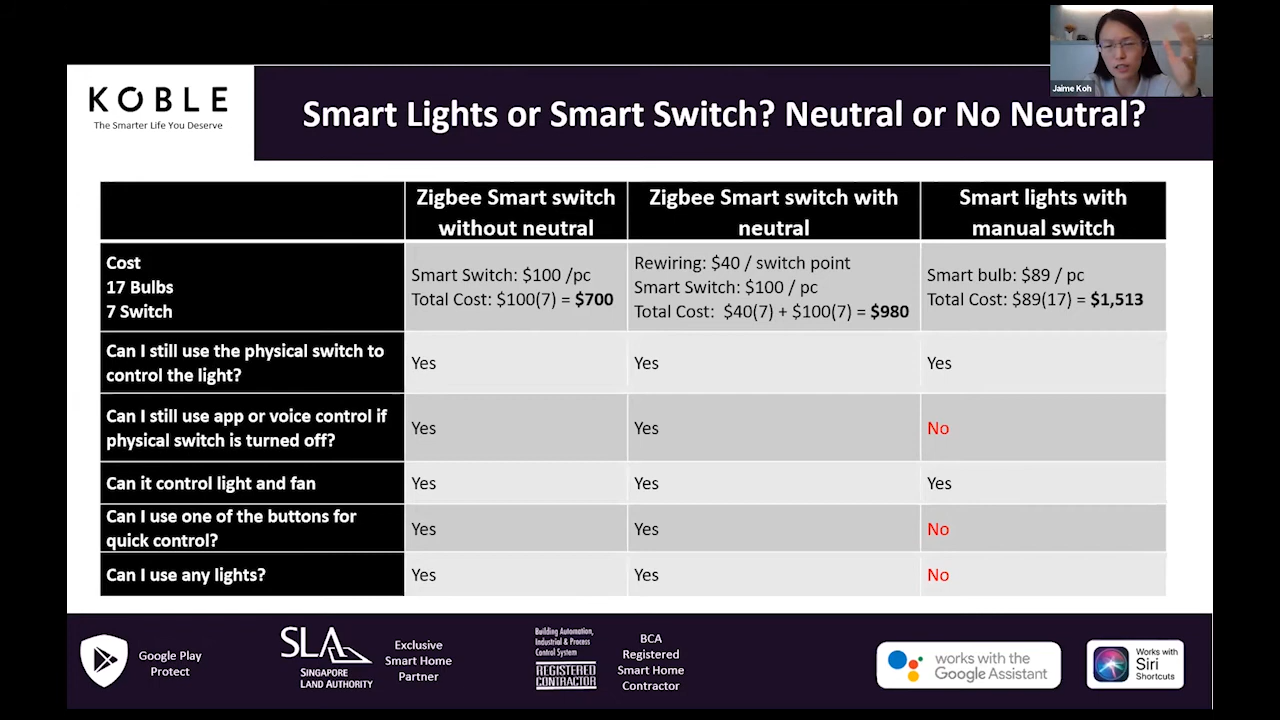 Jaime Koh
KOBLE
The Smarter Life You Deserve
Smart Lights or Smart Switch? Neutral or No Neutral?
Zigbee Smart switch
without neutral
Zigbee Smart switch with
neutral
Smart lights with
manual switch
Cost
17 Bulbs
7 Switch
Smart Switch: $100 /pc
Total Cost: $100(7) = $700
Rewiring: $40 / switch point
Smart Switch: $100 / pc
Total Cost:  $40(7) + $100(7) = $980
Smart bulb: $89 / pc
Total Cost: $89(17) = $1,513
Can I still use the physical switch to
control the light?
Yes
Yes
Yes
Can I still use app or voice control if
physical switch is turned off?
Yes
Yes
No
Can it control light and fan
Yes
Yes
Yes
Can I use one of the buttons for
quick control?
Yes
Yes
No
Can I use any lights?
Yes
Yes
No
Google Play
Protect
SLA
SINGAPORE
LAND AUTHORITY
Exclusive
Smart Home
Partner
Building Automation,
Industrial & Process
Control System
REGISTERED
CONTRACTOR
BCA
Registered
Smart Home
Contractor
works with the
Google Assistant
Works with
Siri
Shortcuts